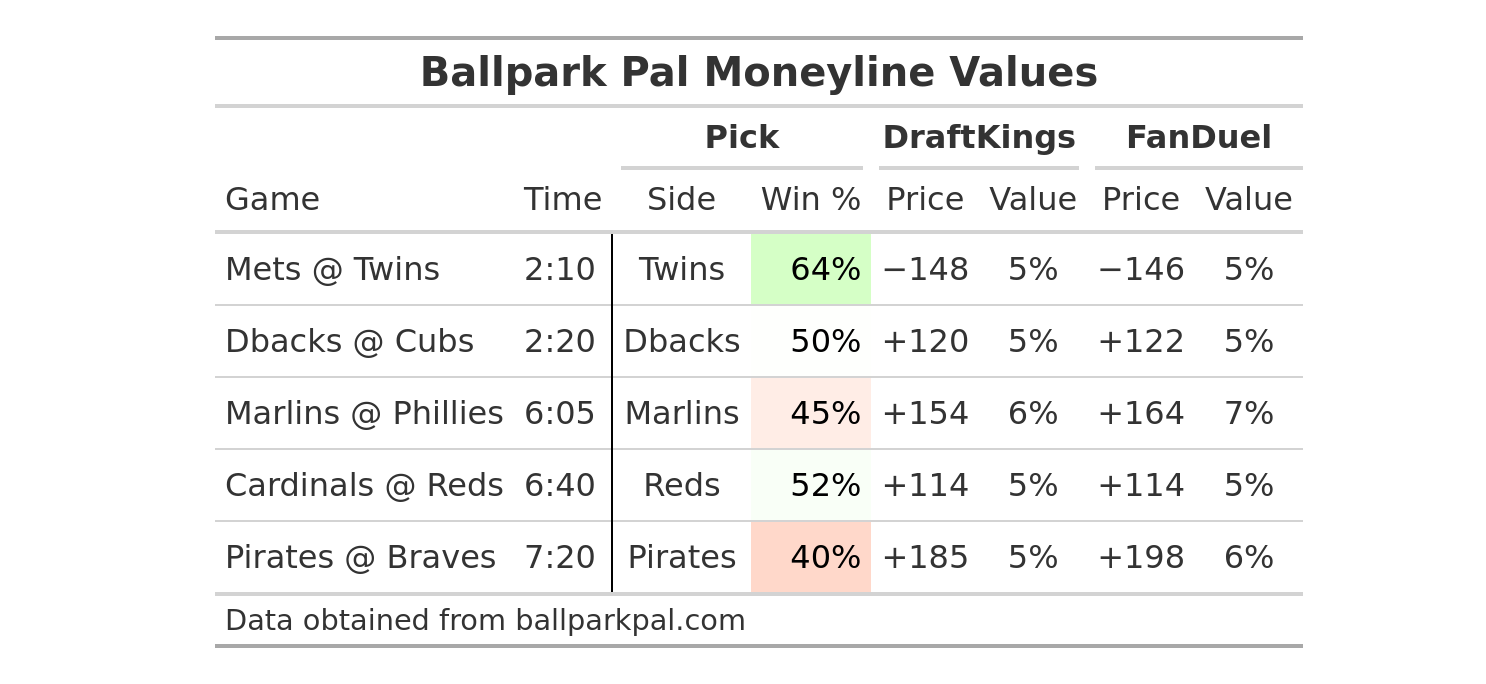 Ballpark Pal Moneyline Values
Pick DraftKings FanDuel
Game Time Side Win % Price Value Price Value
Mets @ Twins 2:10 Twins 64% −148 5% −146 5%
Dbacks @ Cubs 2:20 Dbacks 50% +120 5% +122 5%
Marlins @ Phillies 6:05 Marlins 45% +154 6% +164 7%
Cardinals @ Reds 6:40 Reds 52% +114 5% +114 5%
Pirates @ Braves 7:20 Pirates 40% +185 5% +198 6%
Data obtained from ballparkpal.com